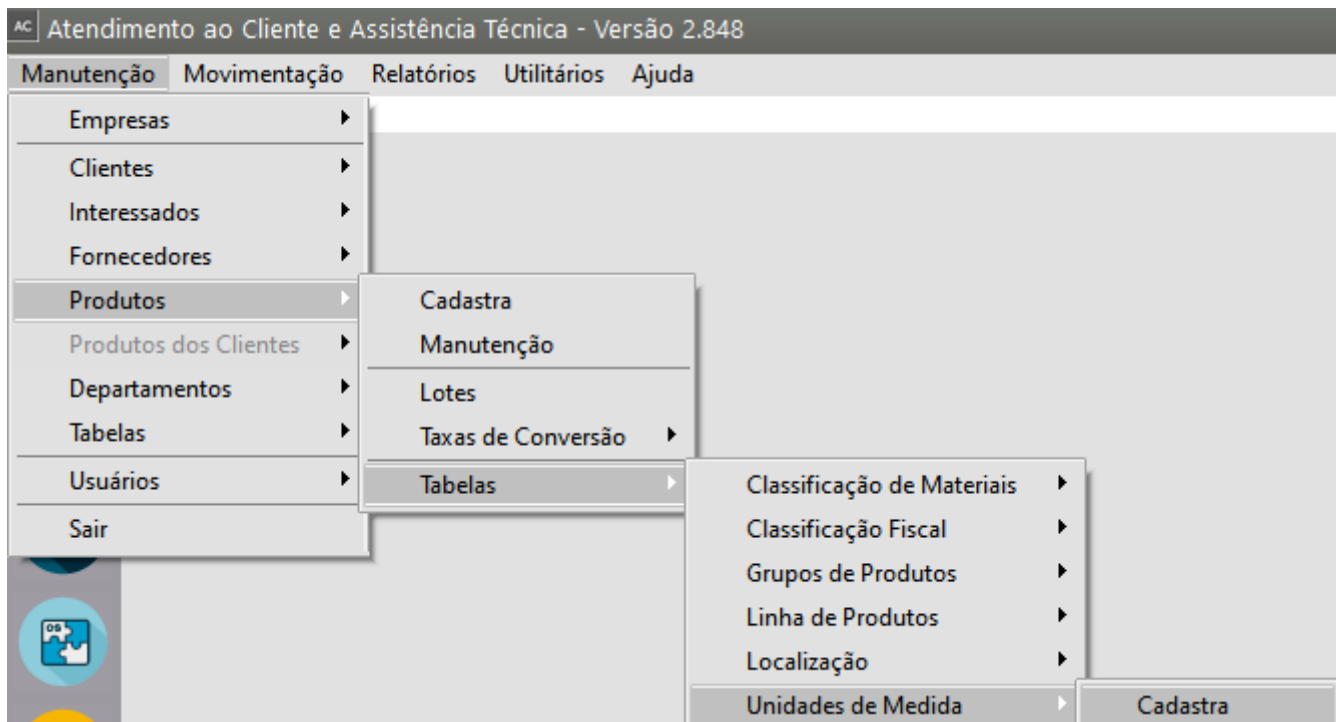 AC Atendimento ao Cliente e Assistência Técnica - Versão 2.848
Manutenção Movimentação Relatórios Utilitários Ajuda
Empresas
Clientes
Interessados
Fornecedores
Produtos
Produtos dos Clientes
Departamentos
Tabelas
Usuários
Sair
Cadastra
Manutenção
Lotes
Taxas de Conversão
Tabelas
Classificação de Materiais
Classificação Fiscal
Grupos de Produtos
Linha de Produtos
Localização
Unidades de Medida
Cadastra
OS